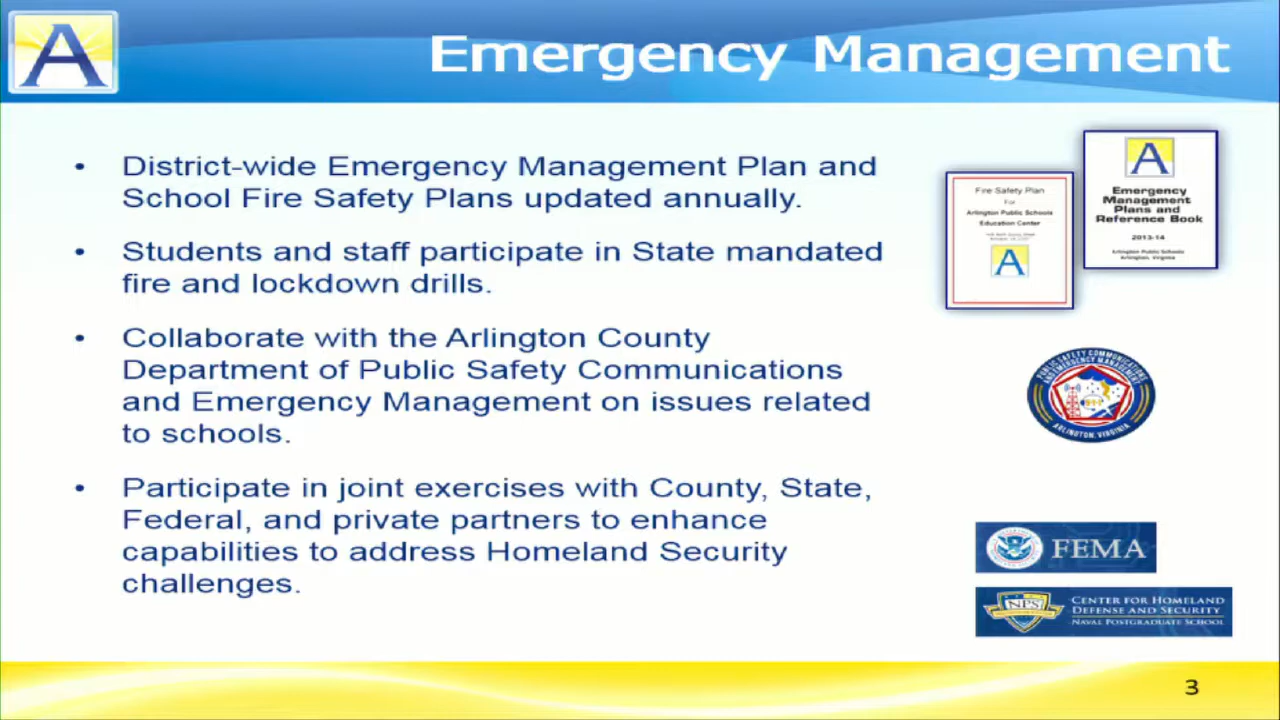 A
Emergency Management
• District-wide Emergency Management Plan and
School Fire Safety Plans updated annually.
• Students and staff participate in State mandated
fire and lockdown drills.
• Collaborate with the Arlington County
Department of Public Safety Communications
and Emergency Management on issues related
to schools.
• Participate in joint exercises with County, State,
Federal, and private partners to enhance
capabilities to address Homeland Security
challenges.
Fire Safety Plan
For
Arlington Public Schools
Education Center
A
A
Emergency
Management
Plans and
Reference Book
2013-14
Arlington Public Schools
Arlington, Virginia
PUBLIC SAFETY COMMUNICATIONS
AND EMERGENCY MANAGEMENT
9-1-1
ARLINGTON, VIRGINIA
FEMA
NPS
CENTER FOR HOMELAND
DEFENSE AND SECURITY
NAVAL POSTGRADUATE SCHOOL
3